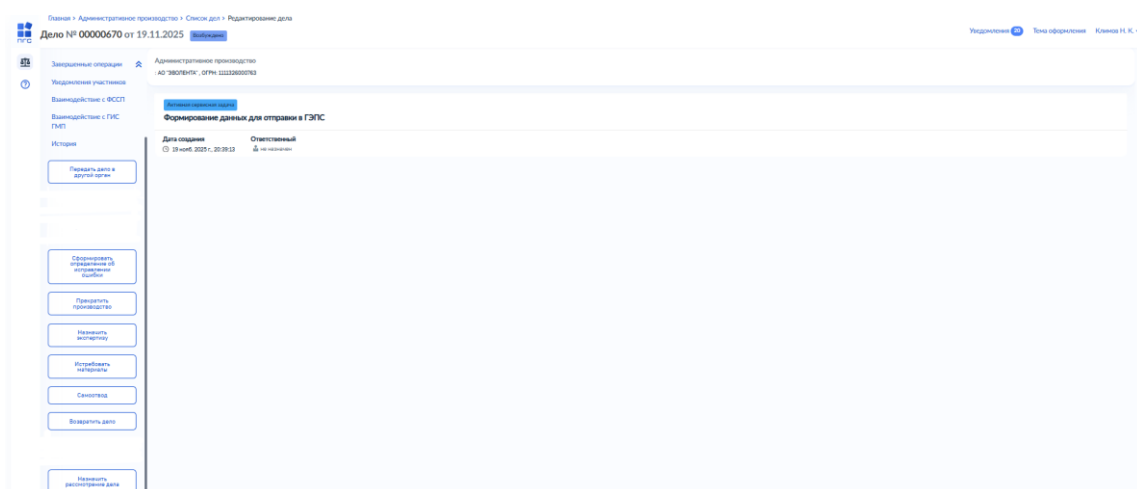 Главная > Административное производство > Список дел > Редактирование дела
ПГС
Дело № 00000670 от 19.11.2025 Возбуждено
Уведомления 20 Тема оформления Климов Н. К.
Завершенные операции
Уведомления участников
Взаимодействие с ФССП
Взаимодействие с ГИС
ГМП
История
Передать дело в
другой орган
Сформировать
определение об
исправлении
ошибки
Прекратить
производство
Назначить
экспертизу
Истребовать
материалы
Самоотвод
Возвратить дело
Назначить
рассмотрение дела
Административное производство
: АО "ЭВОЛЕНТА", ОГРН: 1111326000763
Активная сервисная задача
Формирование данных для отправки в ГЭПС
Дата создания Ответственный
19 нояб. 2025 г., 20:39:13 не назначен